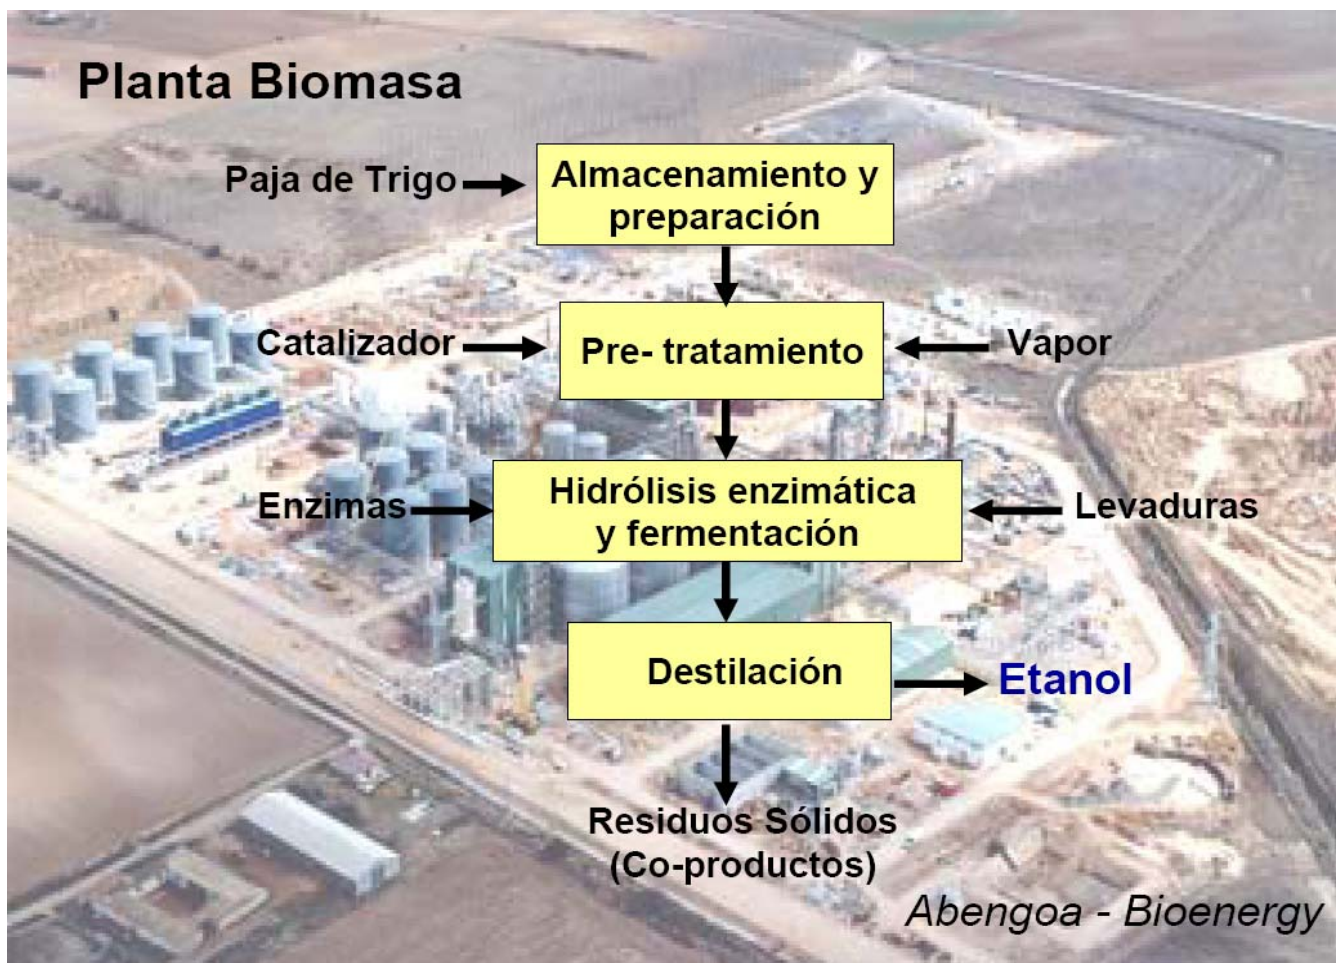 Planta Biomasa
Paja de Trigo
Almacenamiento y
preparación
Catalizador
Pre- tratamiento
Vapor
Enzimas
Hidrólisis enzimática
y fermentación
Levaduras
Destilación
Etanol
Residuos Sólidos
(Co-productos)
Abengoa - Bioenergy